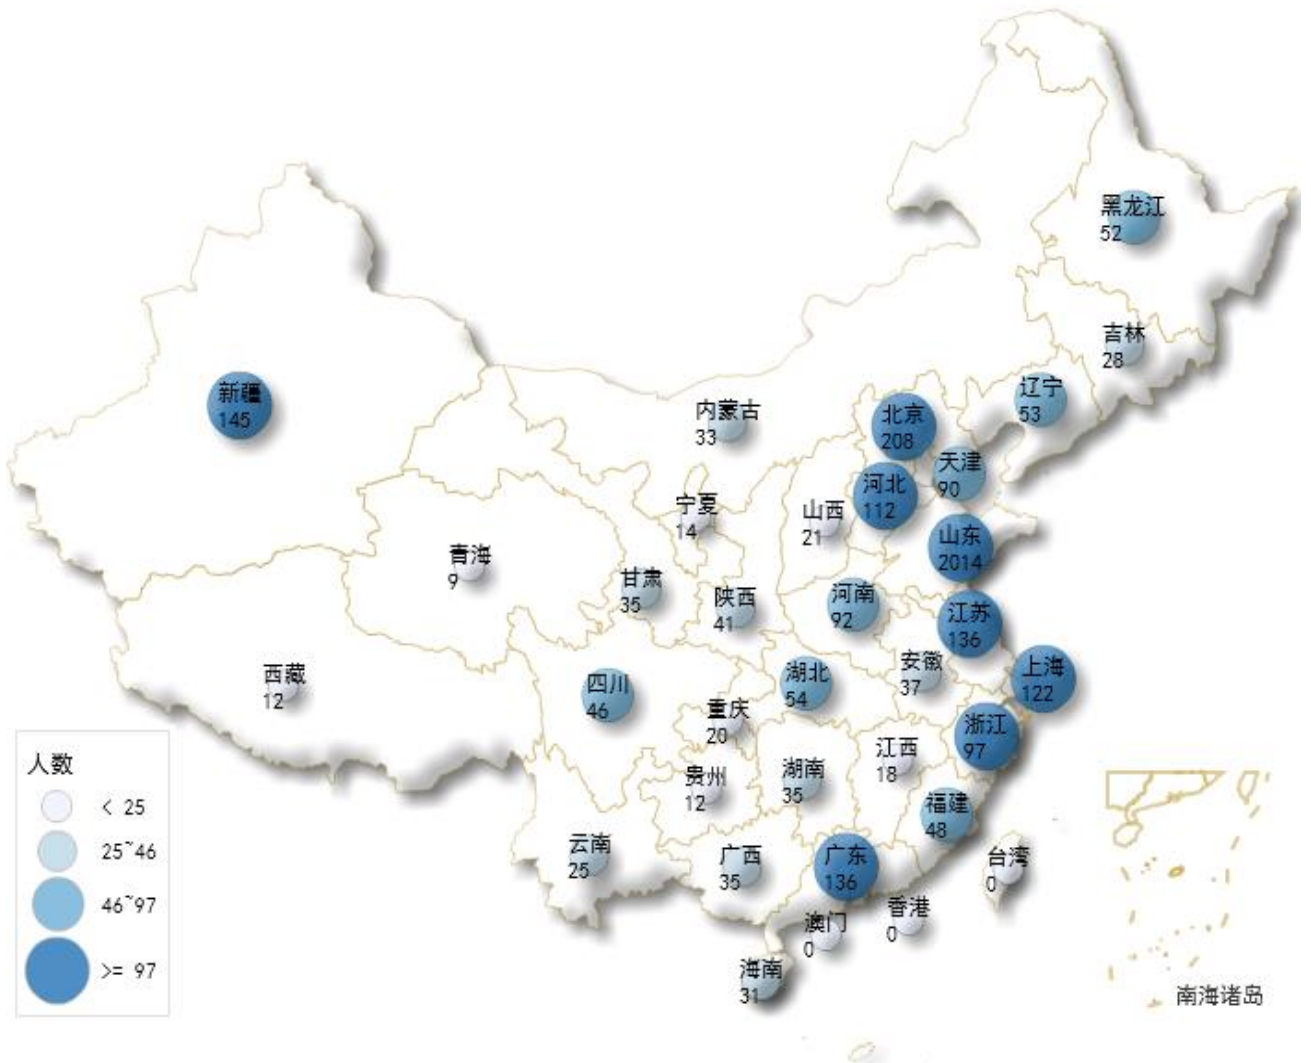 黑龙江
52
吉林
28
辽宁
53
新疆
145
内蒙古
33
北京
208
天津
90
河北
112
宁夏
14
山西
21
山东
2014
青海
9
甘肃
35
陕西
41
河南
92
江苏
136
安徽
37
上海
122
西藏
12
四川
46
湖北
54
重庆
20
浙江
97
江西
18
贵州
12
湖南
35
福建
48
云南
25
广西
35
广东
136
台湾
0
香港
0
澳门
0
海南
31
人数
< 25
25~46
46~97
>= 97
南海诸岛